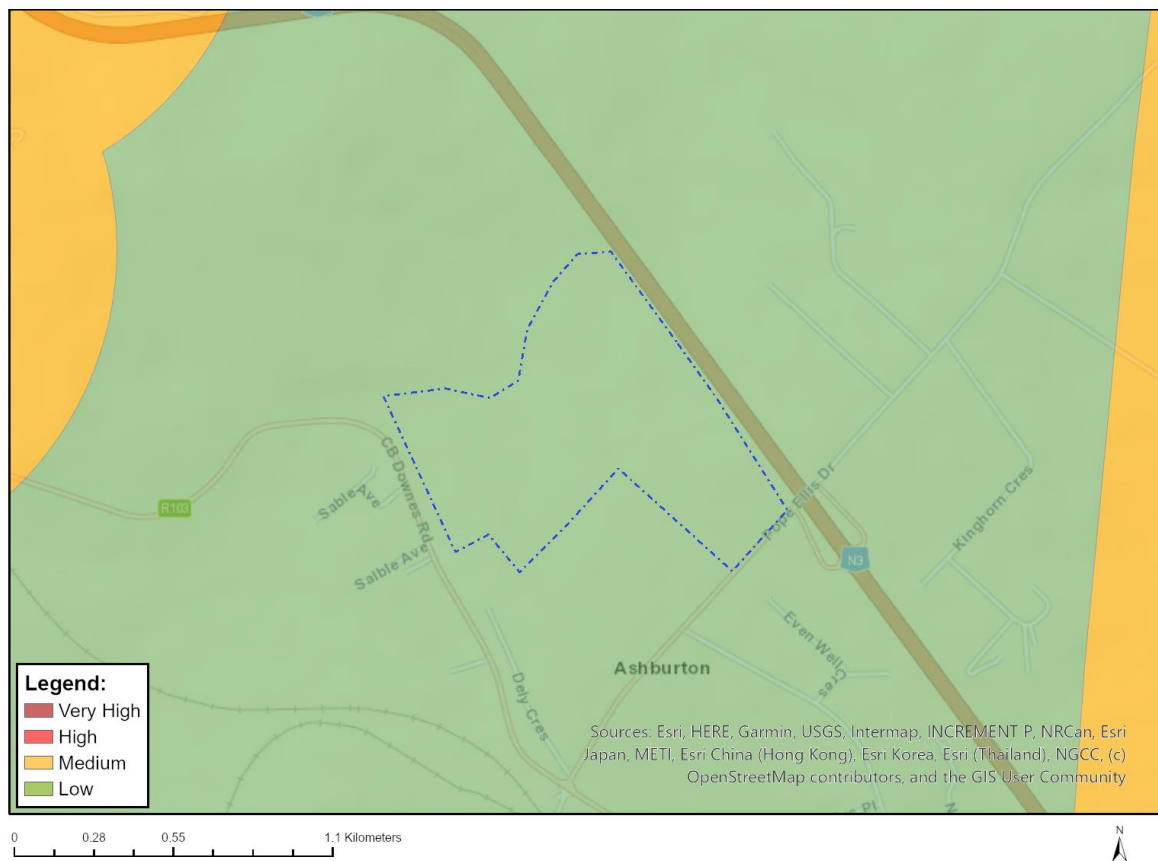 CB Downes Rd
Sable Ave
R103
Salble Ave
Pope Ellis Dr
Kinghorn Cres
N3
Even Well
Cres
Ashburton
Dely Cres
Legend:
Very High
High
Medium
Low
Sources: Esri, HERE, Garmin, USGS, Intermap, INCREMENT P, NRCan, Esri
Japan, METI, Esri China (Hong Kong), Esri Korea, Esri (Thailand), NGCC, (c)
OpenStreetMap contributors, and the GIS User Community
0 0.28 0.55 1.1 Kilometers
N